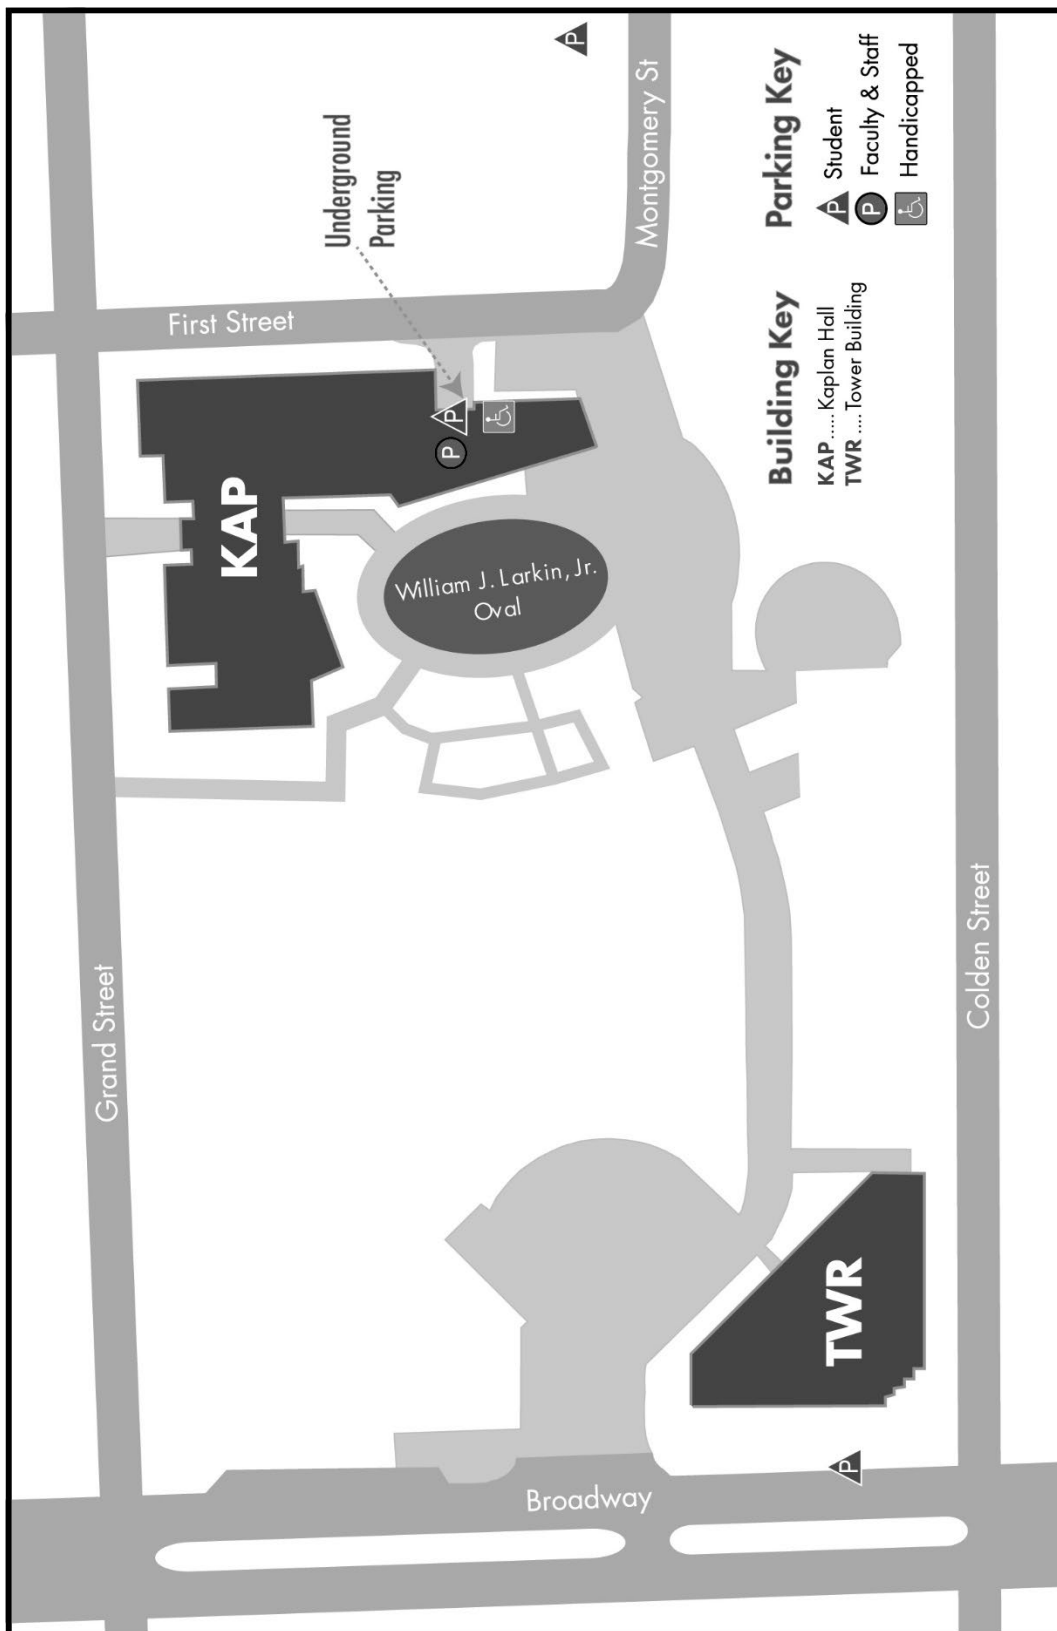 Grand Street
First Street
Underground
Parking
P
Montgomery St
KAP
P
P
William J. Larkin, Jr.
Oval
Broadway
TWR
P
Colden Street
Building Key
KAP ..... Kaplan Hall
TWR .... Tower Building
Parking Key
P Student
P Faculty & Staff
Handicapped